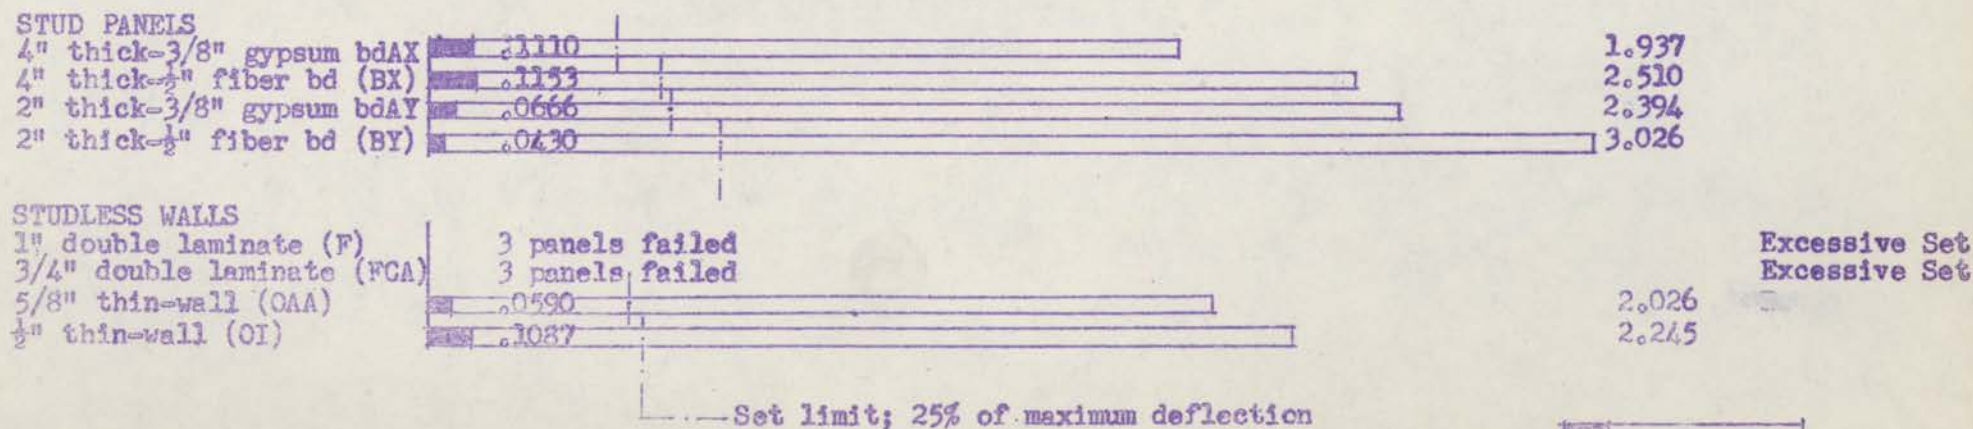 STUD PANELS
4" thick-3/8" gypsum bdAX .1110 1.937
4" thick-½" fiber bd (BX) .1153 2.510
2" thick-3/8" gypsum bdAY .0666 2.394
2" thick-½" fiber bd (BY) .0430 3.026
STUDLESS WALLS
1" double laminate (F) 3 panels failed Excessive Set
3/4" double laminate (FCA) 3 panels failed Excessive Set
5/8" thin-wall (OAA) .0590 2.026
½" thin-wall (OI) .1087 2.245
Set limit; 25% of maximum deflection